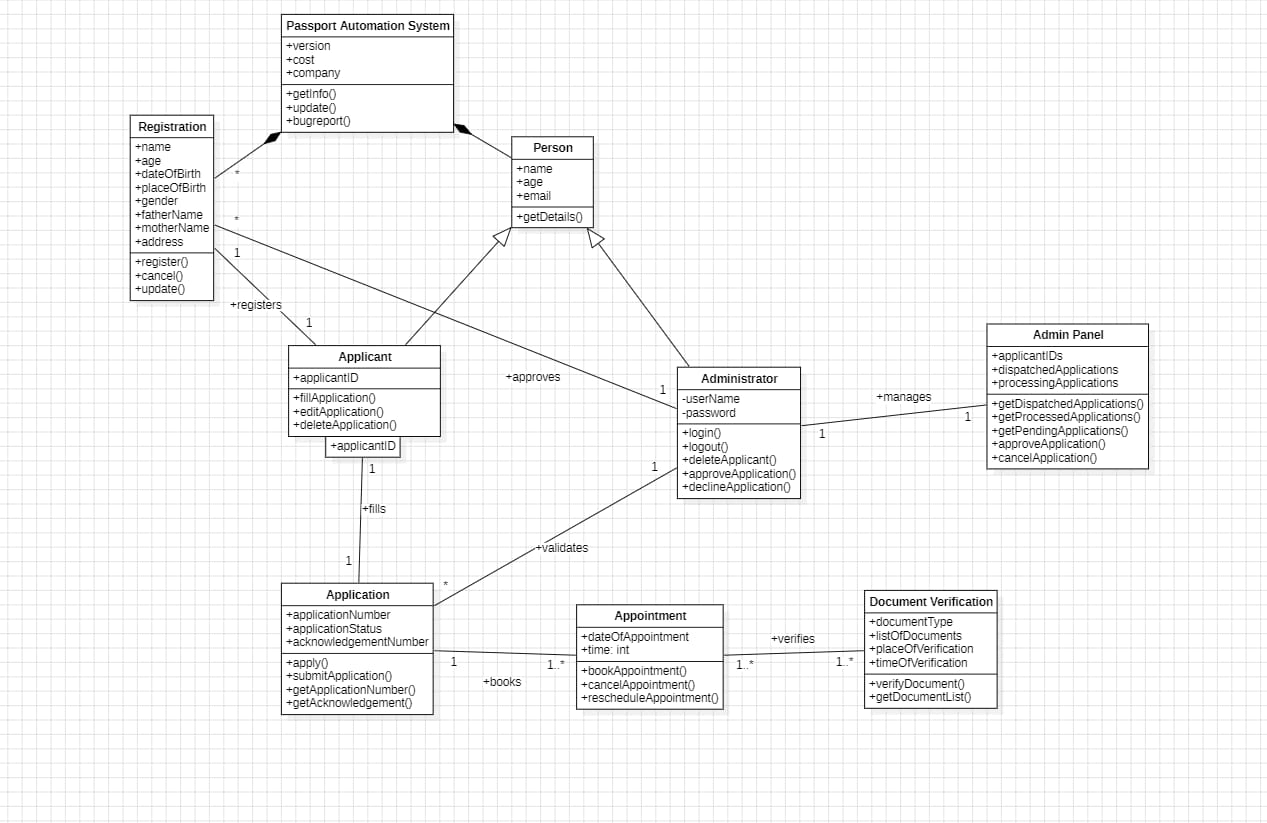 Passport Automation System
+version
+cost
+company
+getInfo()
+update()
+bugreport()
Registration
+name
+age
+dateOfBirth
+placeOfBirth
+gender
+fatherName
+motherName
+address
+register()
+cancel()
+update()
Person
+name
+age
+email
+getDetails()
*
*
1
+registers
1
Applicant
+applicantID
+fillApplication()
+editApplication()
+deleteApplication()
+applicantID
+approves
1
Administrator
-userName
-password
+login()
+logout()
+deleteApplicant()
+approveApplication()
+declineApplication()
+manages
1
1
Admin Panel
+applicantIDs
+dispatchedApplications
+processingApplications
+getDispatchedApplications()
+getProcessedApplications()
+getPendingApplications()
+approveApplication()
+cancelApplication()
1
+fills
1
1
+validates
*
Application
+applicationNumber
+applicationStatus
+acknowledgementNumber
+apply()
+submitApplication()
+getApplicationNumber()
+getAcknowledgement()
1
+books
1..*
Appointment
+dateOfAppointment
+time: int
+bookAppointment()
+cancelAppointment()
+rescheduleAppointment()
+verifies
1..*
1..*
Document Verification
+documentType
+listOfDocuments
+placeOfVerification
+timeOfVerification
+verifyDocument()
+getDocumentList()